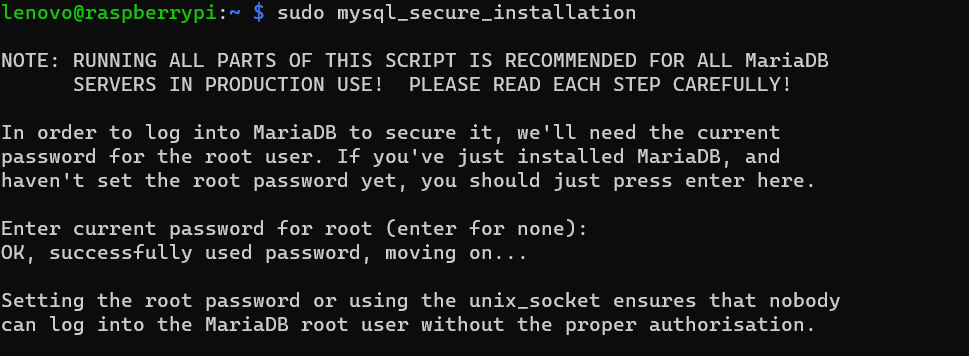 lenovo@raspberrypi:~ $ sudo mysql_secure_installation
NOTE: RUNNING ALL PARTS OF THIS SCRIPT IS RECOMMENDED FOR ALL MariaDB
SERVERS IN PRODUCTION USE!  PLEASE READ EACH STEP CAREFULLY!
In order to log into MariaDB to secure it, we'll need the current
password for the root user. If you've just installed MariaDB, and
haven't set the root password yet, you should just press enter here.
Enter current password for root (enter for none):
OK, successfully used password, moving on...
Setting the root password or using the unix_socket ensures that nobody
can log into the MariaDB root user without the proper authorisation.